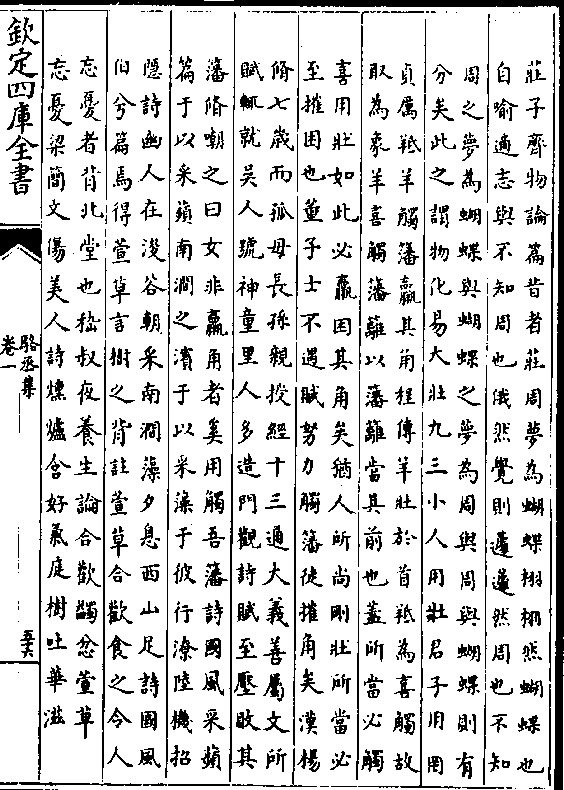 莊子齊物論篇昔者莊周夢為蝴蝶栩栩然蝴蝶也
自喻適志與不知周也俄然覺則蘧蘧然周也不知
周之夢為蝴蝶與蝴蝶之夢為周與周與蝴蝶則有
分矣此之謂物化易大壯九三小人用壯君子用罔
貞厲羝羊觸藩羸其角程傳羊壯於首羝為喜觸故
取為象羊喜觸藩籬以藩籬當其前也蓋所當必觸
喜用壯如此必羸困其角矣猶人所尚剛壯所當必
至摧困也董子士不遇賦努力觸藩徒摧角矣漢楊
脩七歲而孤母長孫親授經十三通大義善屬文所
賦輒就吳人號神童里人多造門觀詩賦至壓敗其
藩脩嘲之曰女非羸角者奚用觸吾藩詩國風采蘋
篇于以采蘋南澗之濱于以采藻于彼行潦陸機招
隱詩幽人在浚谷朝采南澗藻夕息西山足詩國風
伯兮篇焉得萱草言樹之背註萱草合歡食之令人
忘憂者背北堂也嵇叔夜養生論合歡蠲忿萱草
忘憂梁簡文傷美人詩燻爐含好氣庭樹吐華滋
欽定四庫全書
駱丞集
卷一